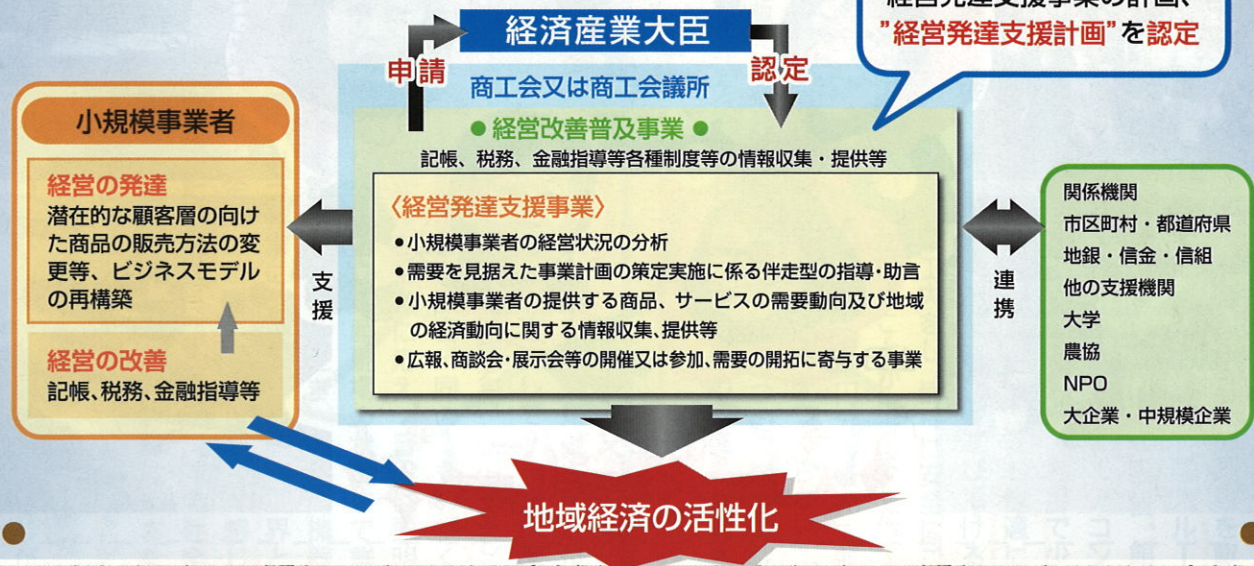 経営発達支援事業の計画、
”経営発達支援計画”を認定
経済産業大臣
申請
認定
商工会又は商工会議所
●経営改善普及事業●
記帳、税務、金融指導等各種制度等の情報収集・提供等
〈経営発達支援事業〉
●小規模事業者の経営状況の分析
●需要を見据えた事業計画の策定実施に係る伴走型の指導・助言
●小規模事業者の提供する商品、サービスの需要動向及び地域
の経済動向に関する情報収集、提供等
●広報、商談会・展示会等の開催又は参加、需要の開拓に寄与する事業
小規模事業者
経営の発達
潜在的な顧客層の向け
た商品の販売方法の変
更等、ビジネスモデル
の再構築
経営の改善
記帳、税務、金融指導等
支援
連携
関係機関
市区町村・都道府県
地銀・信金・信組
他の支援機関
大学
農協
NPO
大企業・中規模企業
地域経済の活性化